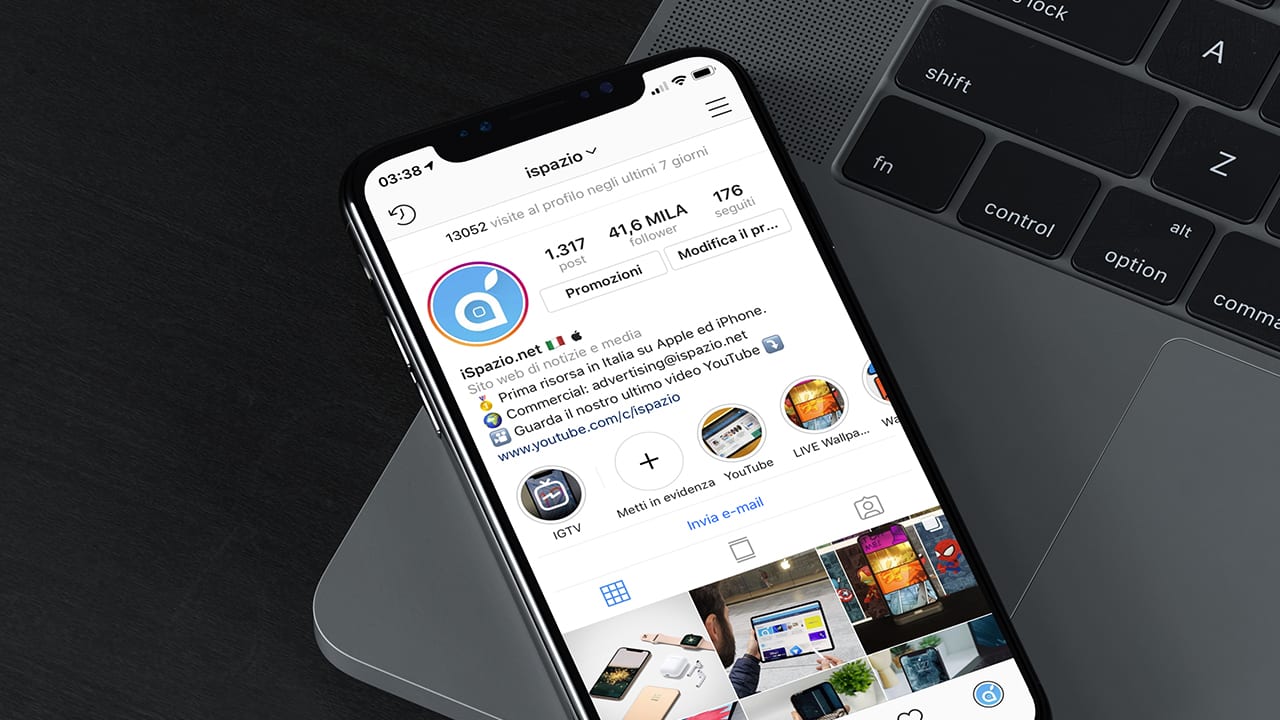 03:38
ispazio
13052 visite al profilo negli ultimi 7 giorni
1.317
post
41,6 MILA
follower
176
seguiti
Promozioni
Modifica il pr...
iSpazio.net
Sito web di notizie e media
Prima risorsa in Italia su Apple ed iPhone.
Commercial: advertising@ispazio.net
Guarda il nostro ultimo video YouTube
www.youtube.com/c/ispazio
IGTV
Metti in evidenza
YouTube
LIVE Wallpa...
Wa
Invia e-mail
lock
A
shift
Z
fn
control
alt
option
comma